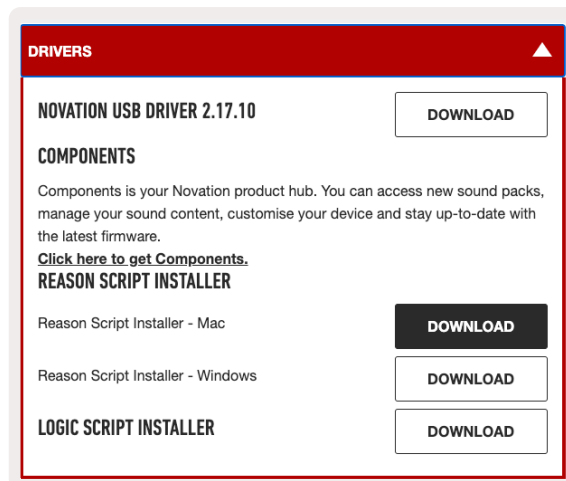 DRIVERS
NOVATION USB DRIVER 2.17.10
DOWNLOAD
COMPONENTS
Components is your Novation product hub. You can access new sound packs,
manage your sound content, customise your device and stay up-to-date with
the latest firmware.
Click here to get Components.
REASON SCRIPT INSTALLER
Reason Script Installer - Mac
DOWNLOAD
Reason Script Installer - Windows
DOWNLOAD
LOGIC SCRIPT INSTALLER
DOWNLOAD